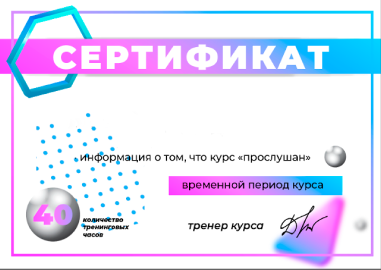 СЕРТИФИКАТ
информация о том, что курс «прослушан»
временной период курса
40
количество
тренинговых
часов
тренер курса